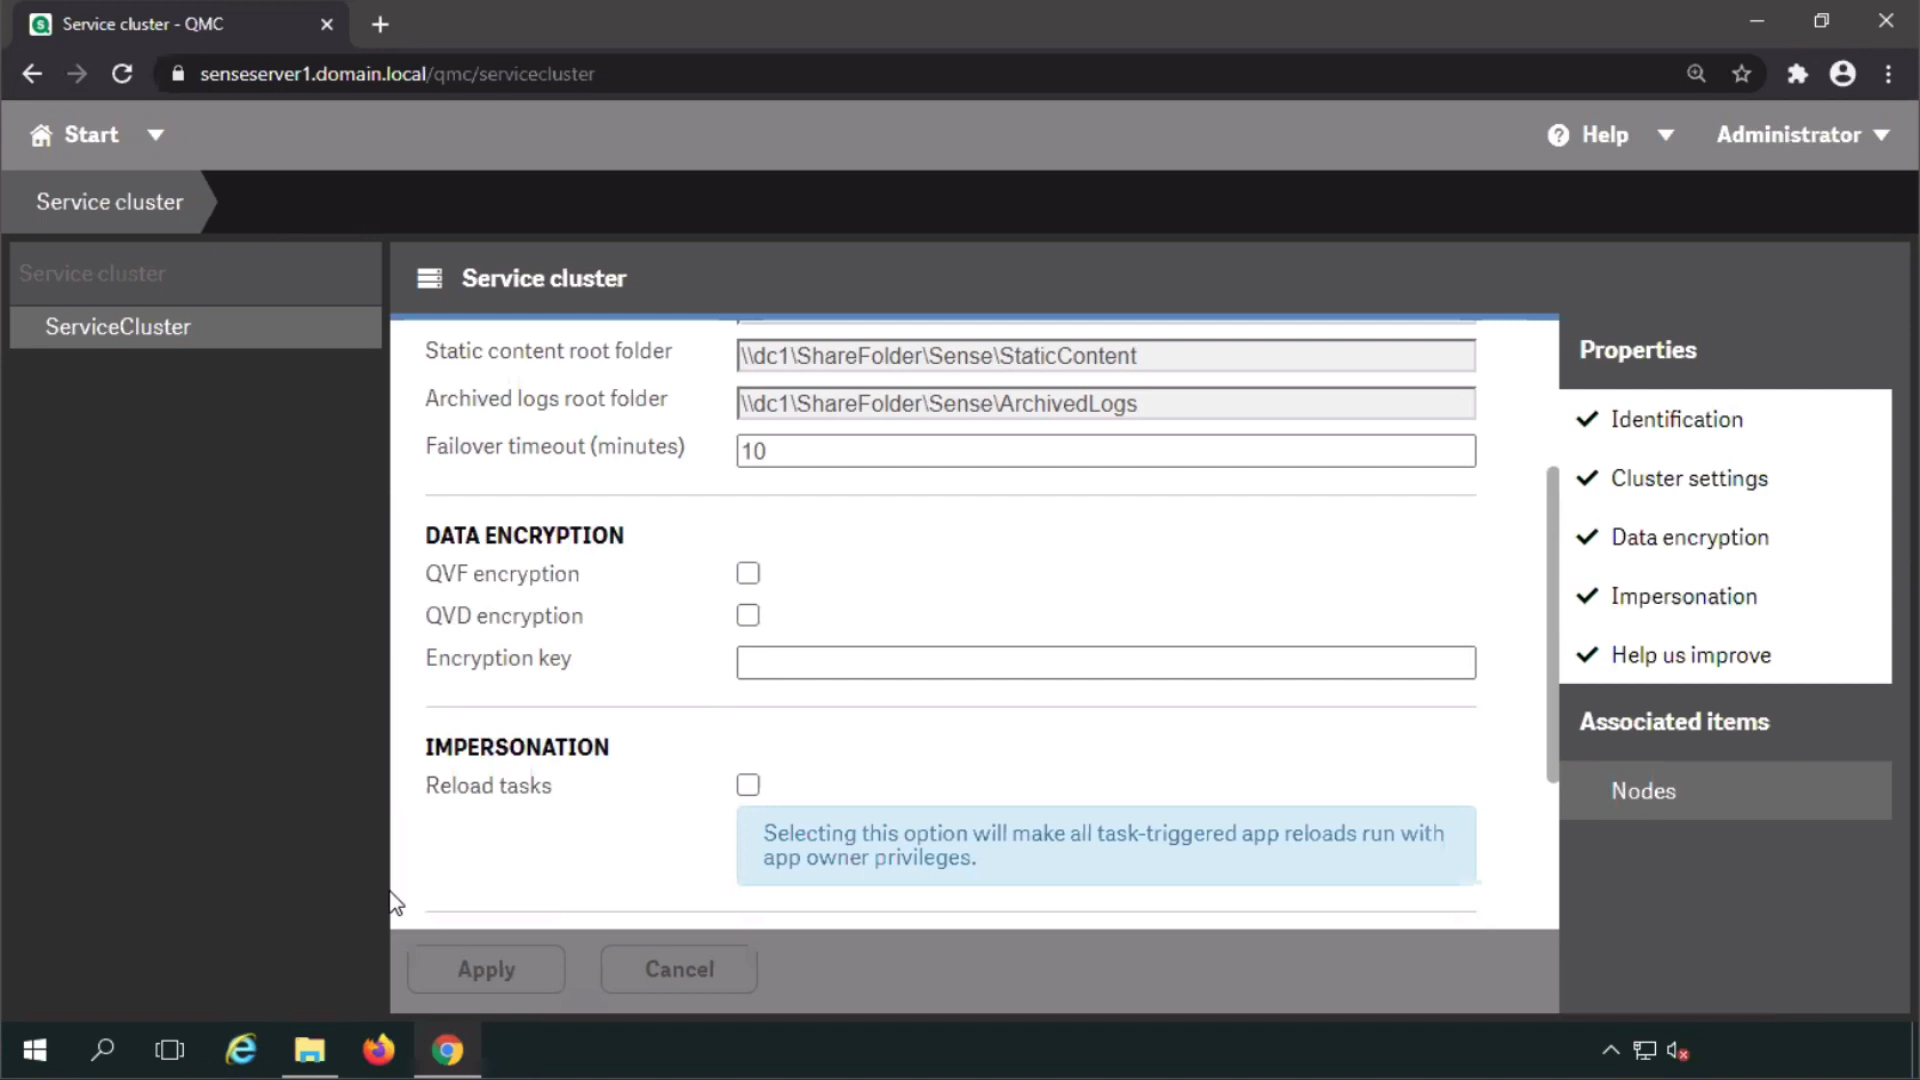 Service cluster - QMC
senseserver1.domain.local/qmc/servicecluster
Start
Help
Administrator
Service cluster
Service cluster
ServiceCluster
Service cluster
Static content root folder
\\dc1\ShareFolder\Sense\StaticContent
Archived logs root folder
\\dc1\ShareFolder\Sense\ArchivedLogs
Failover timeout (minutes)
10
DATA ENCRYPTION
QVF encryption
QVD encryption
Encryption key
IMPERSONATION
Reload tasks
Selecting this option will make all task-triggered app reloads run with
app owner privileges.
Apply
Cancel
Properties
Identification
Cluster settings
Data encryption
Impersonation
Help us improve
Associated items
Nodes